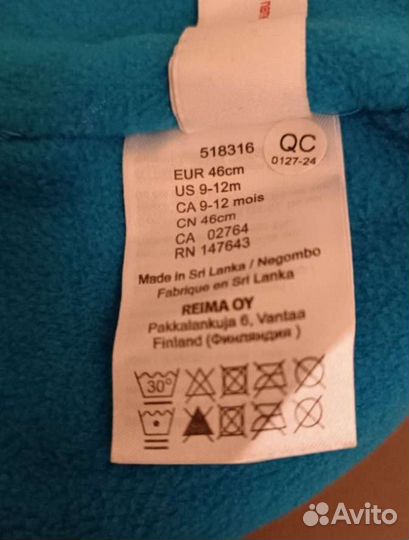 518316
QC
0127-24
EUR 46cm
US 9-12m
CA 9-12 mois
CN 46cm
CA 02764
RN 147643
Made in Sri Lanka / Negombo
Fabrique en Sri Lanka
REIMA OY
Pakkalankuja 6, Vantaa
Finland (Финляндия)
30°
Avito